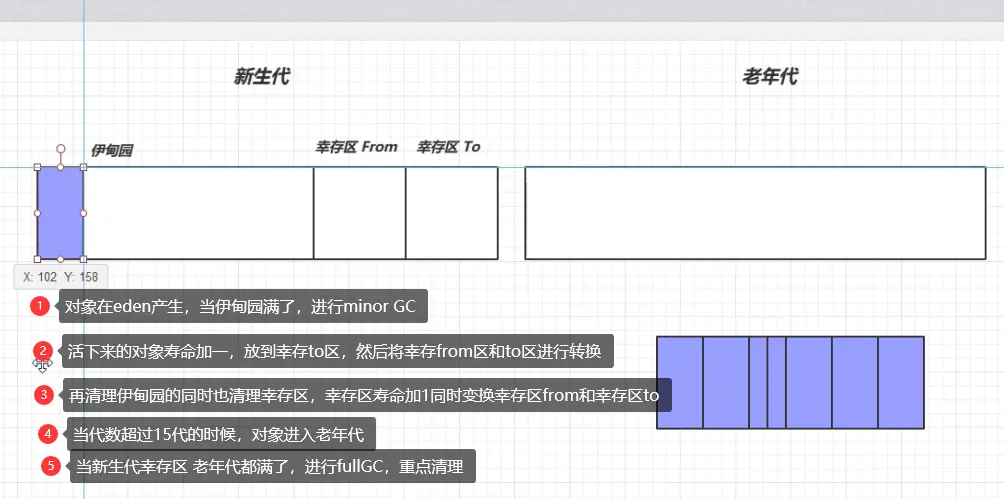 新生代
老年代
伊甸园
幸存区 From
幸存区 To
X: 102 Y: 158
1 对象在eden产生，当伊甸园满了，进行minor GC
2 活下来的对象寿命加一，放到幸存to区，然后将幸存from区和to区进行转换
3 再清理伊甸园的同时也清理幸存区，幸存区寿命加1同时变换幸存区from和幸存区to
4 当代数超过15代的时候，对象进入老年代
5 当新生代幸存区 老年代都满了，进行fullGC，重点清理